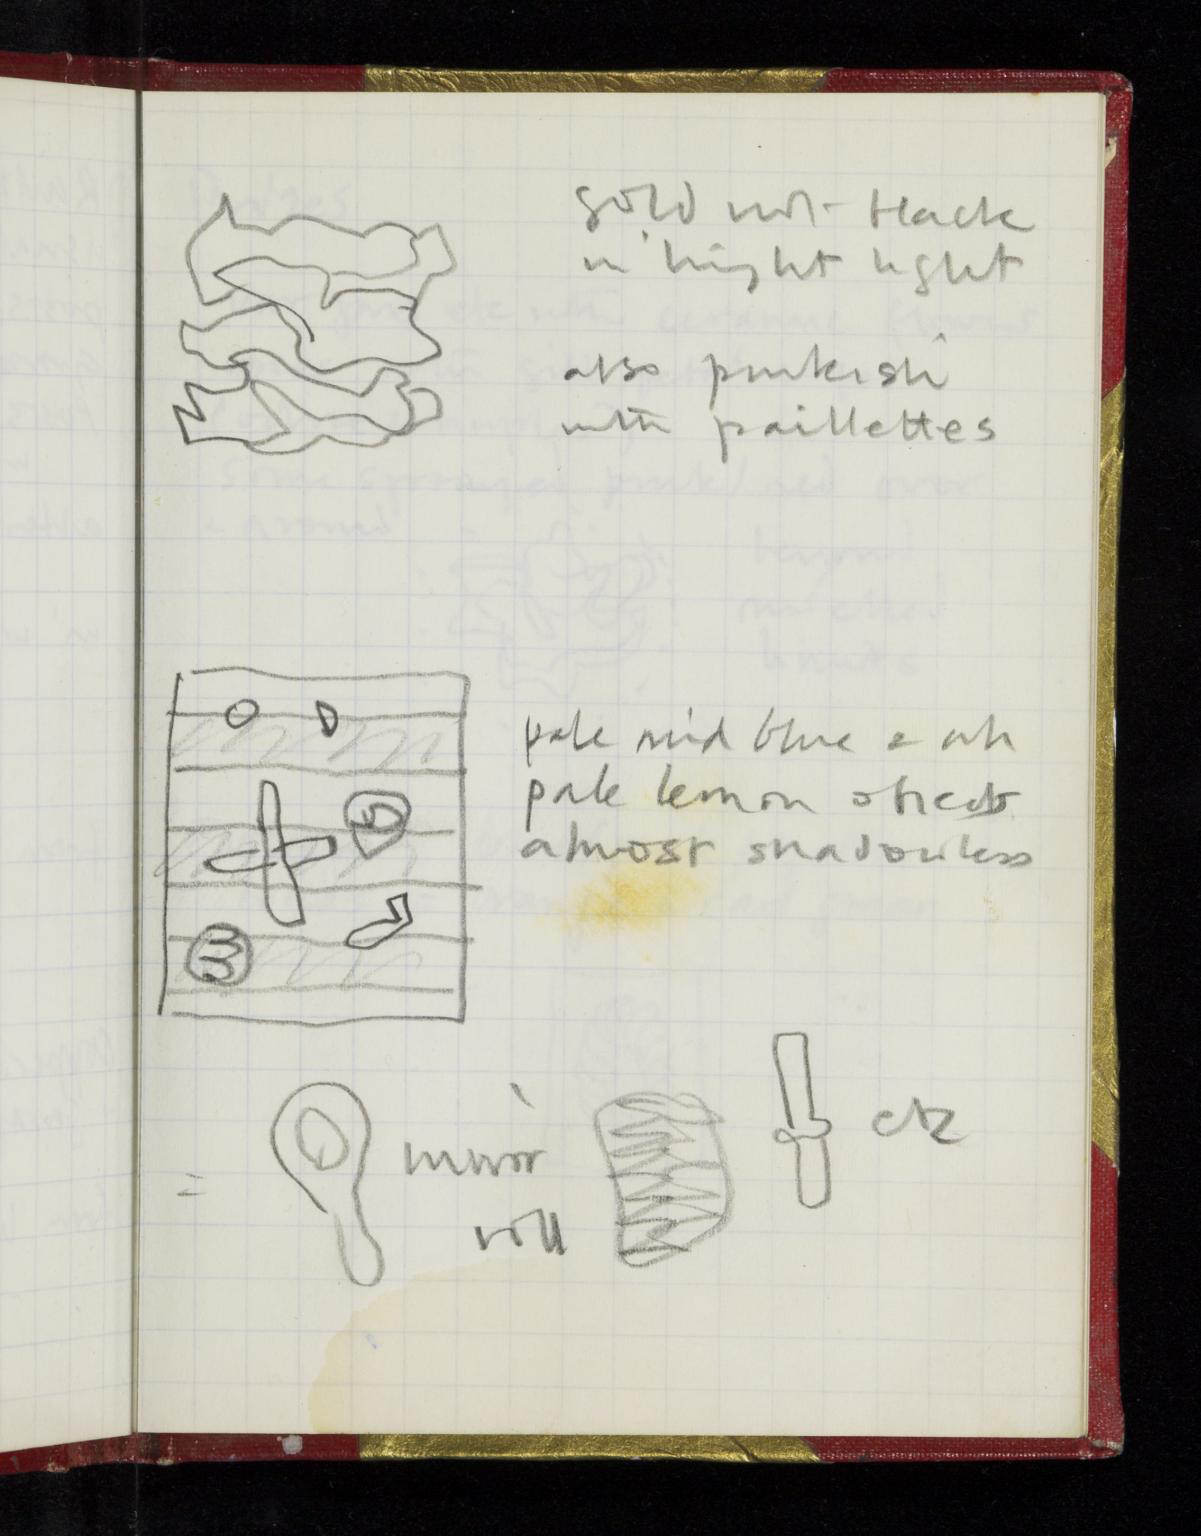 gold not black
in bright light
also pinkish
with paillettes
pale mid blue & wh
pale lemon objects
almost shadowless
= mirror
roll
etc